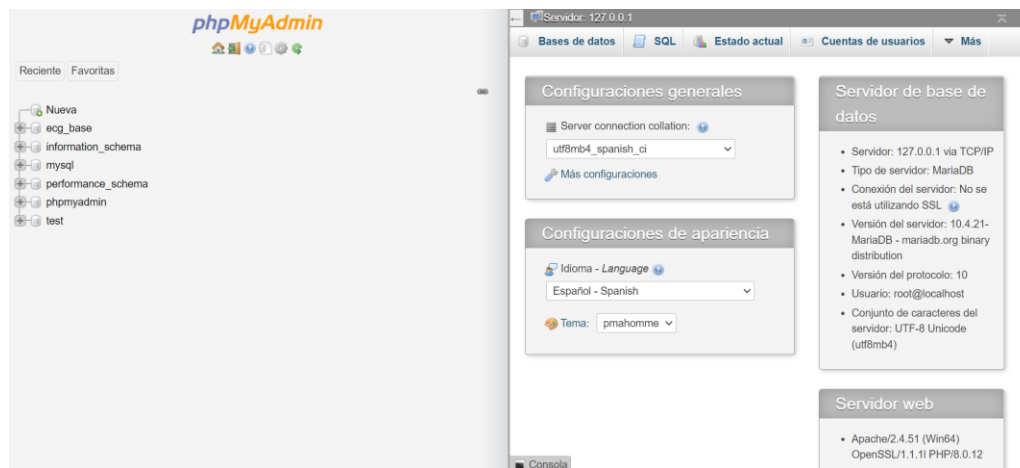 phpMyAdmin
Reciente Favoritas
Nueva
ecg_base
information_schema
mysql
performance_schema
phpmyadmin
test
Servidor: 127.0.0.1
Bases de datos SQL Estado actual Cuentas de usuarios Más
Configuraciones generales
Server connection collation:
utf8mb4_spanish_ci
Más configuraciones
Configuraciones de apariencia
Idioma - Language
Español - Spanish
Tema: pmahomme
Servidor de base de
datos
• Servidor: 127.0.0.1 via TCP/IP
• Tipo de servidor: MariaDB
• Conexión del servidor: No se
está utilizando SSL
• Versión del servidor: 10.4.21-
MariaDB - mariadb.org binary
distribution
• Versión del protocolo: 10
• Usuario: root@localhost
• Conjunto de caracteres del
servidor: UTF-8 Unicode
(utf8mb4)
Servidor web
• Apache/2.4.51 (Win64)
OpenSSL/1.1.1l PHP/8.0.12
Consola